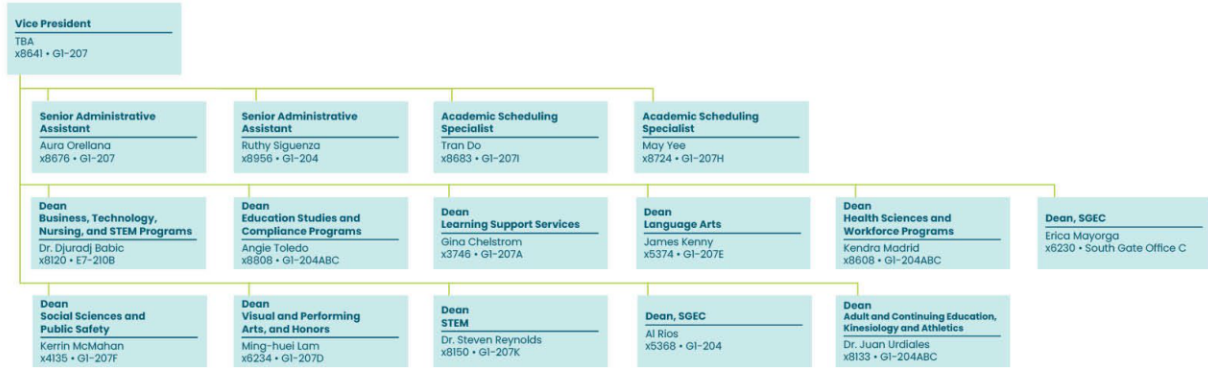 Vice President
TBA
x8641 • G1-207
Senior Administrative
Assistant
Aura Orellana
x8676 • G1-207
Senior Administrative
Assistant
Ruthy Siguenza
x8956 • G1-204
Academic Scheduling
Specialist
Tran Do
x8683 • G1-207I
Academic Scheduling
Specialist
May Yee
x8724 • G1-207H
Dean
Business, Technology,
Nursing, and STEM Programs
Dr. Djuradj Babic
x8120 • E7-210B
Dean
Education Studies and
Compliance Programs
Angie Toledo
x8808 • G1-204ABC
Dean
Learning Support Services
Gina Chelstrom
x3746 • G1-207A
Dean
Language Arts
James Kenny
x5374 • G1-207E
Dean
Health Sciences and
Workforce Programs
Kendra Madrid
x8608 • G1-204ABC
Dean, SGEC
Erica Mayorga
x6230 • South Gate Office C
Dean
Social Sciences and
Public Safety
Kerrin McMahan
x4135 • G1-207F
Dean
Visual and Performing
Arts, and Honors
Ming-huei Lam
x6234 • G1-207D
Dean
STEM
Dr. Steven Reynolds
x8150 • G1-207K
Dean, SGEC
Al Rios
x5368 • G1-204
Dean
Adult and Continuing Education,
Kinesiology and Athletics
Dr. Juan Urdiales
x8133 • G1-204ABC